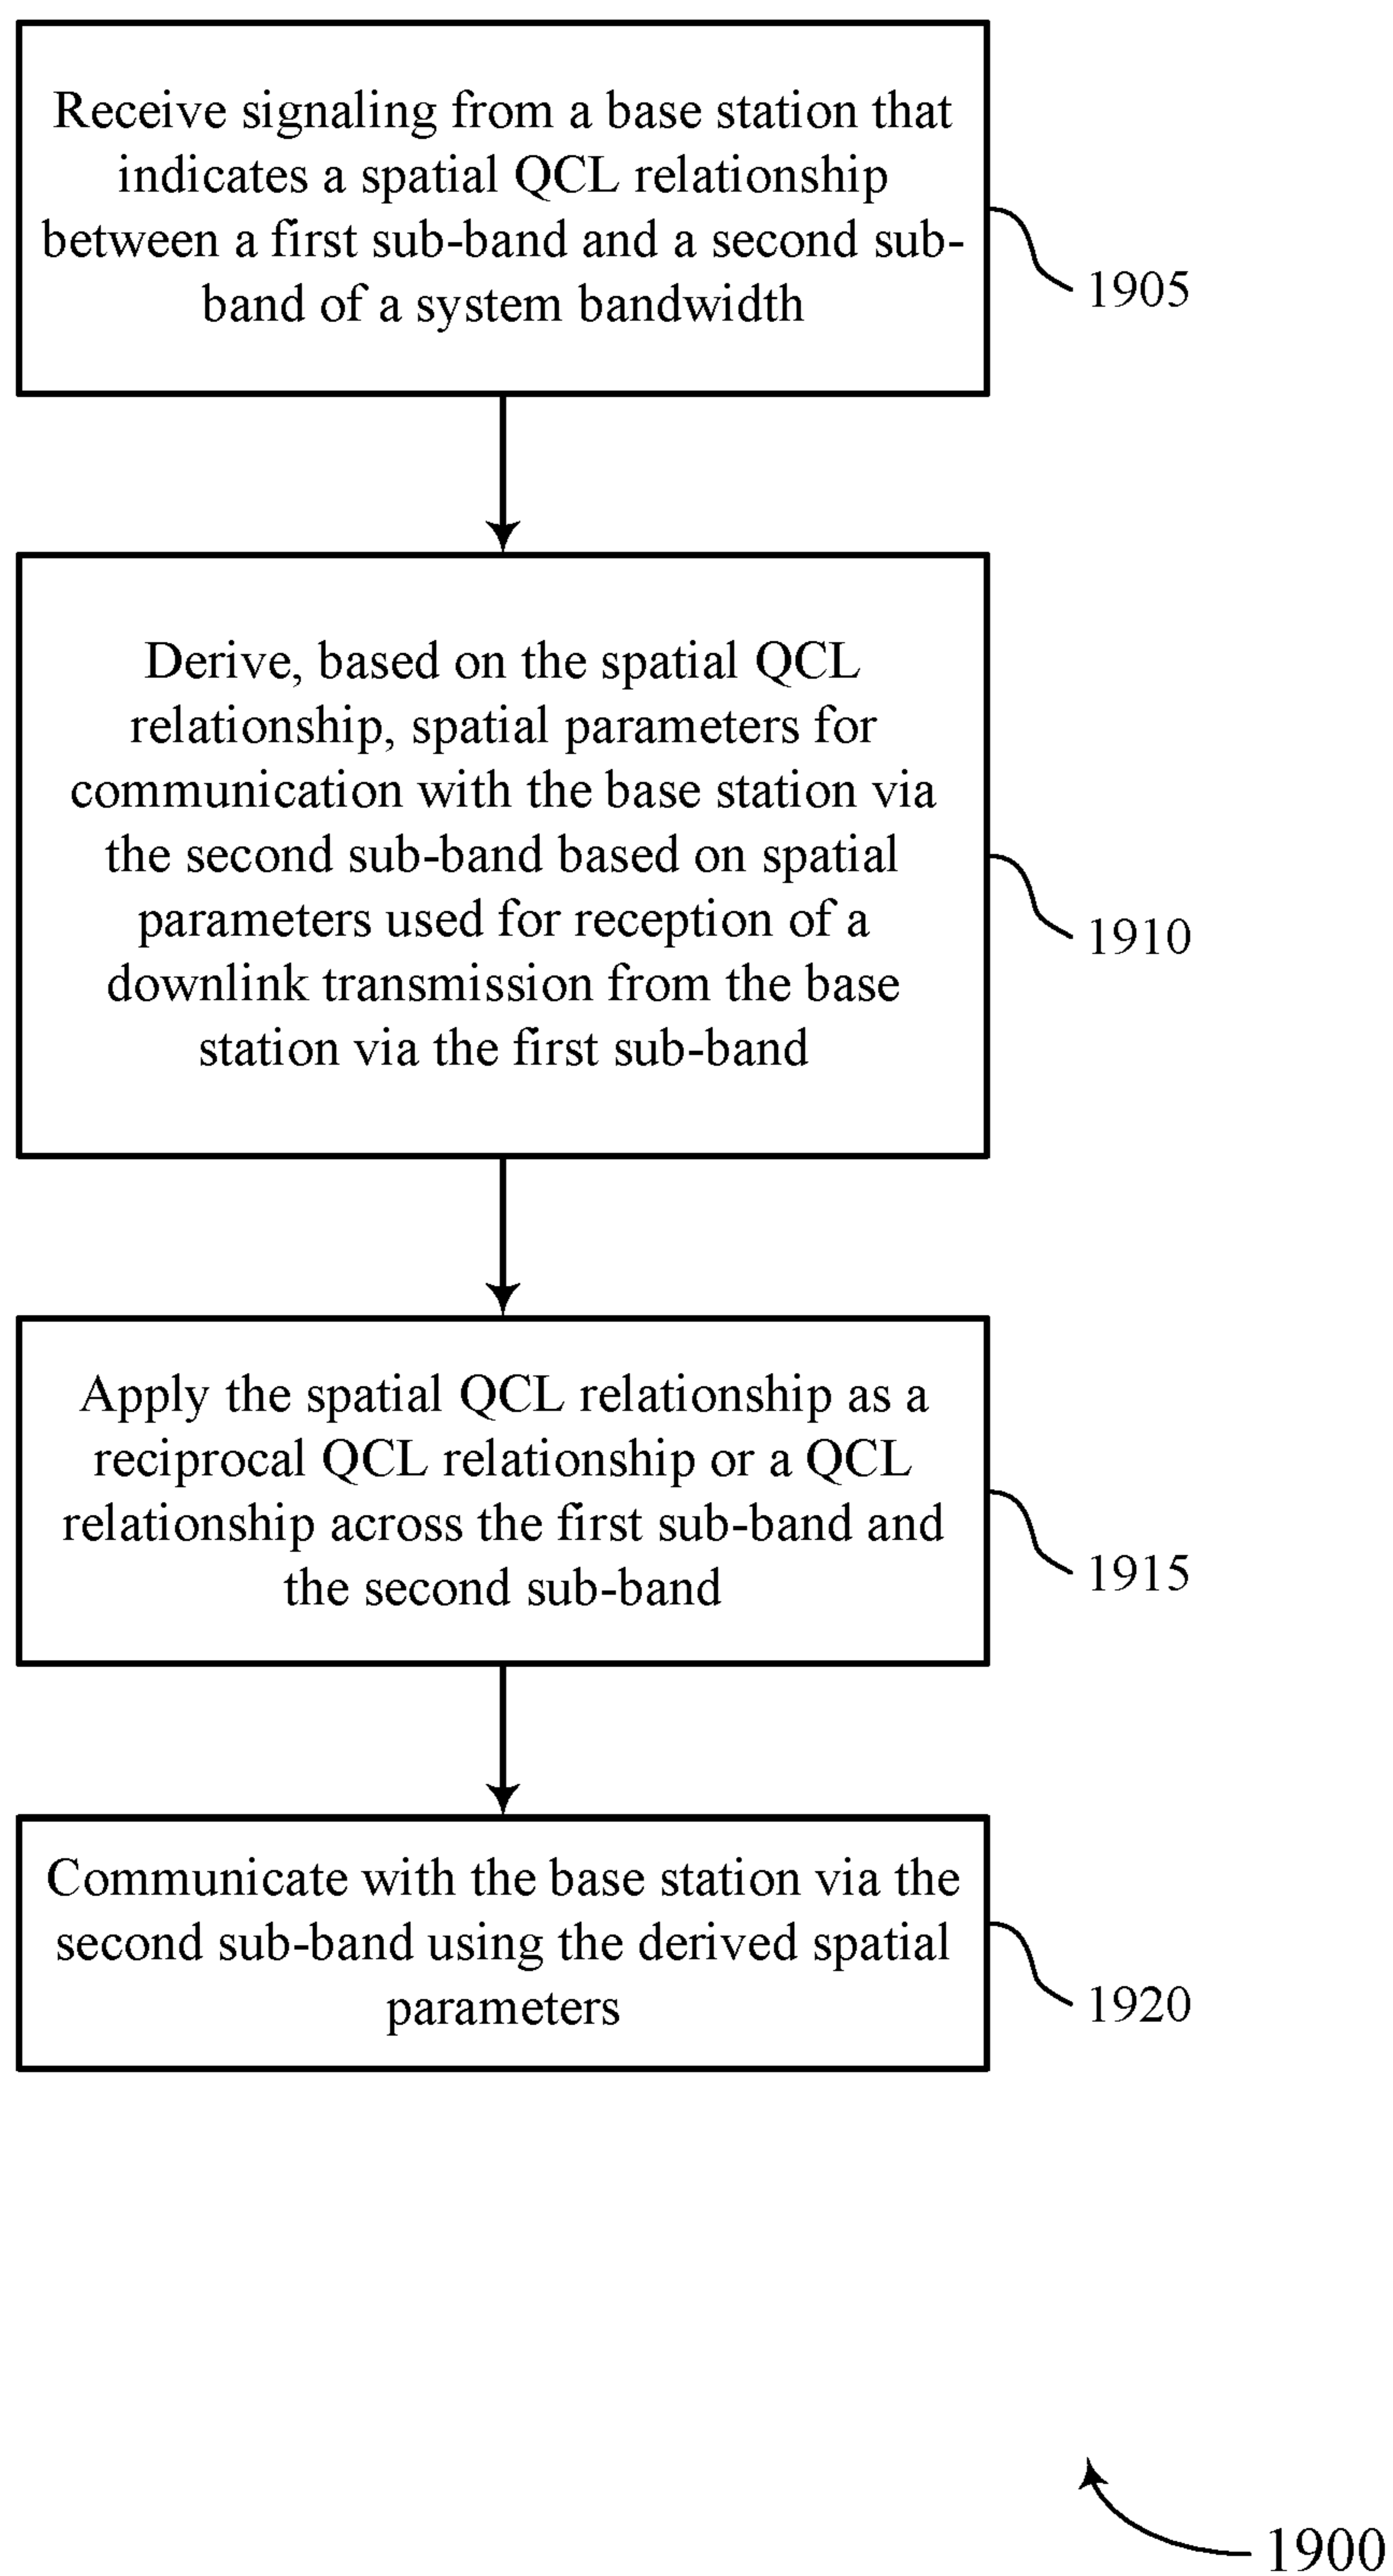 Receive signaling from a base station that
indicates a spatial QCL relationship
between a first sub-band and a second sub-
band of a system bandwidth
1905
Derive, based on the spatial QCL
relationship, spatial parameters for
communication with the base station via
the second sub-band based on spatial
parameters used for reception of a
downlink transmission from the base
station via the first sub-band
1910
Apply the spatial QCL relationship as a
reciprocal QCL relationship or a QCL
relationship across the first sub-band and
the second sub-band
1915
Communicate with the base station via the
second sub-band using the derived spatial
parameters
1920
1900